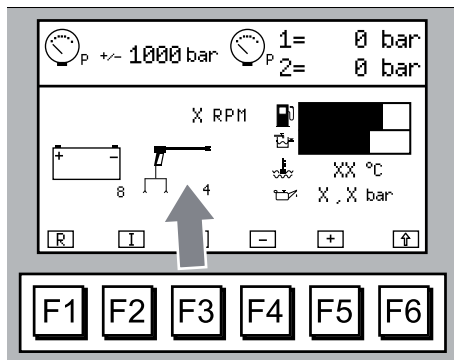 P +/- 1000 bar P 1= 0 bar
2= 0 bar
X RPM
+ -
8 4
XX °C
X,X bar
R I - + ⇧
F1 F2 F3 F4 F5 F6